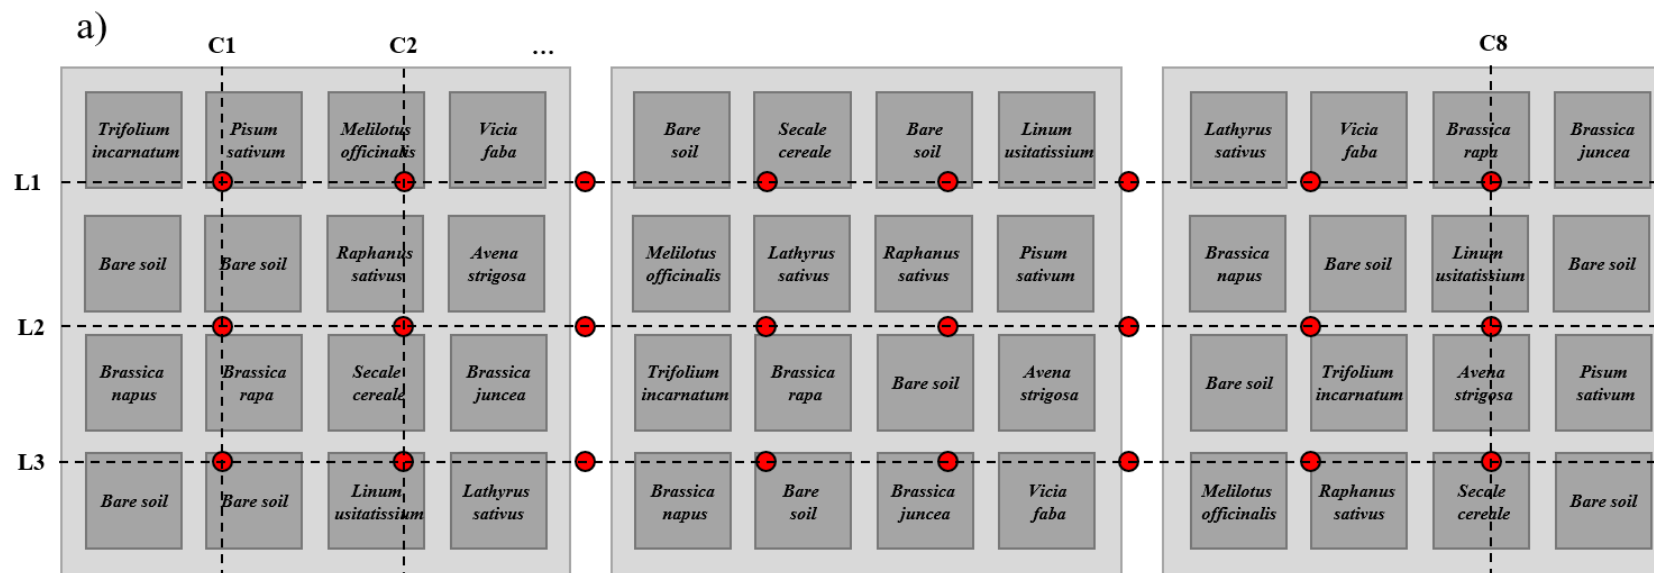 a)
C1 C2 ... C8
Trifolium Pisum Melilotus Vicia Bare Secale Bare Linum Lathyrus Vicia Brassica Brassica
incarnatum sativum officinalis faba soil cereale soil usitatissium sativus faba rapa juncea
L1
Bare soil Bare soil Raphanus Avena Melilotus Lathyrus Raphanus Pisum Brassica Bare soil Linum Bare soil
sativus strigosa officinalis sativus sativus sativum napus usitatissium
L2
Brassica Brassica Secale Brassica Trifolium Brassica Bare soil Avena Bare soil Trifolium Avena Pisum
napus rapa cereale juncea incarnatum rapa strigosa incarnatum strigosa sativum
L3
Bare soil Bare soil Linum Lathyrus Brassica Bare Brassica Vicia Melilotus Raphanus Secale Bare soil
usitatissium sativus napus soil juncea faba officinalis sativus cereale